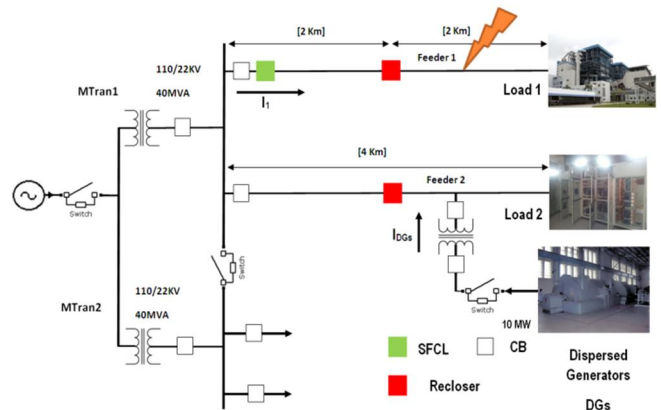 [2 Km]
[2 Km]
Feeder 1
110/22KV
40MVA
MTran1
I1
Load 1
[4 Km]
Feeder 2
Load 2
Switch
IDGs
Switch
MTran2
110/22KV
40MVA
Switch
10 MW
SFCL
CB
Recloser
Dispersed
Generators
DGs